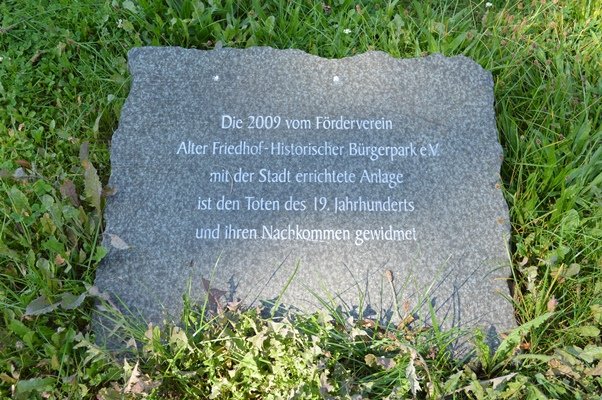 Die 2009 vom Förderverein
Alter Friedhof-Historischer Bürgerpark e.V.
mit der Stadt errichtete Anlage
ist den Toten des 19. Jahrhunderts
und ihren Nachkommen gewidmet